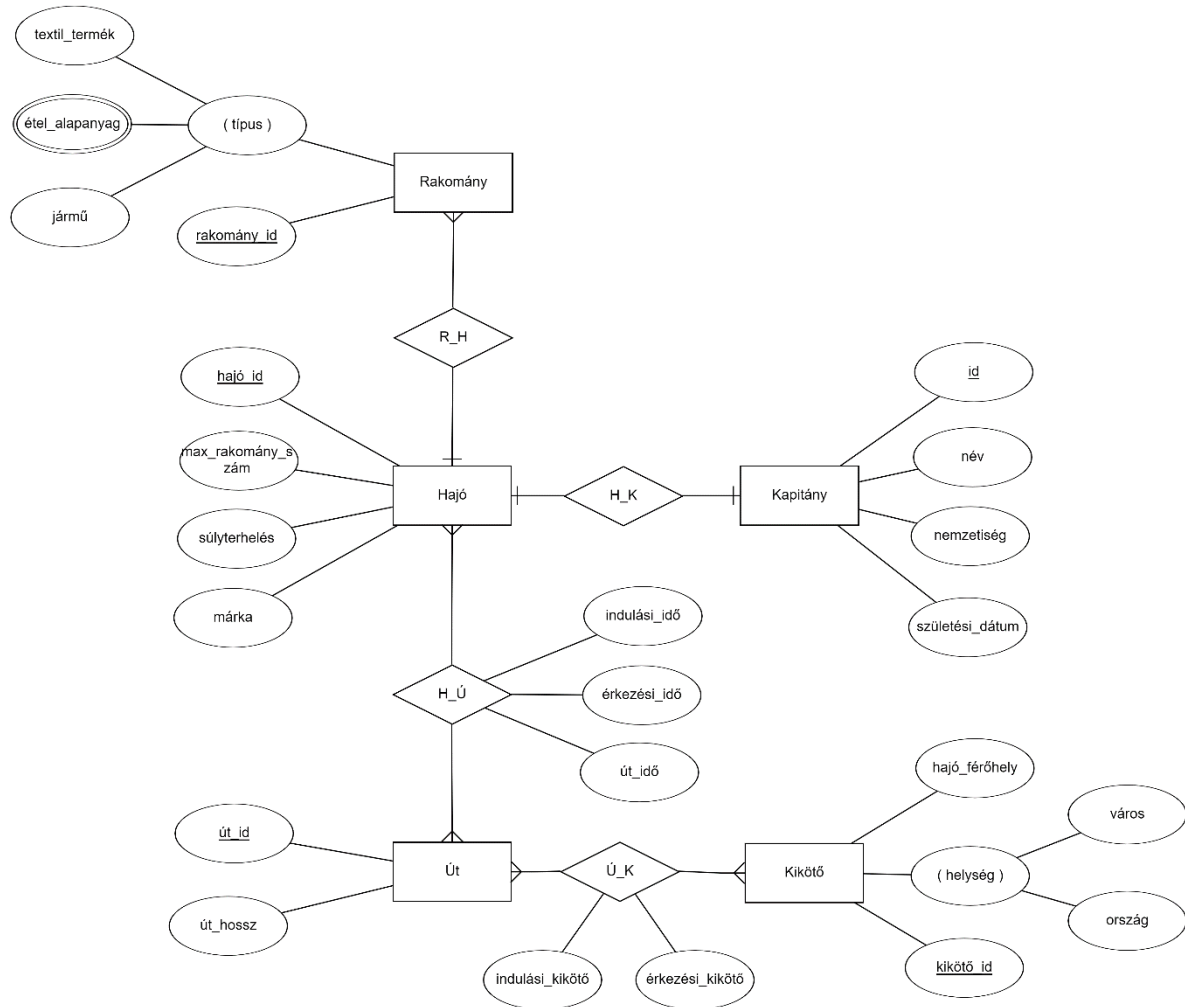 textil_termék
étel_alapanyag
( típus )
jármű
Rakomány
rakomány_id
R_H
hajó_id
max_rakomány_s
zám
súlyterhelés
márka
Hajó
H_K
Kapitány
id
név
nemzetiség
születési_dátum
indulási_idő
H_Ú
érkezési_idő
út_idő
út_id
út_hossz
Út
Ú_K
indulási_kikötő
érkezési_kikötő
Kikötő
hajó_férőhely
( helység )
város
ország
kikötő_id